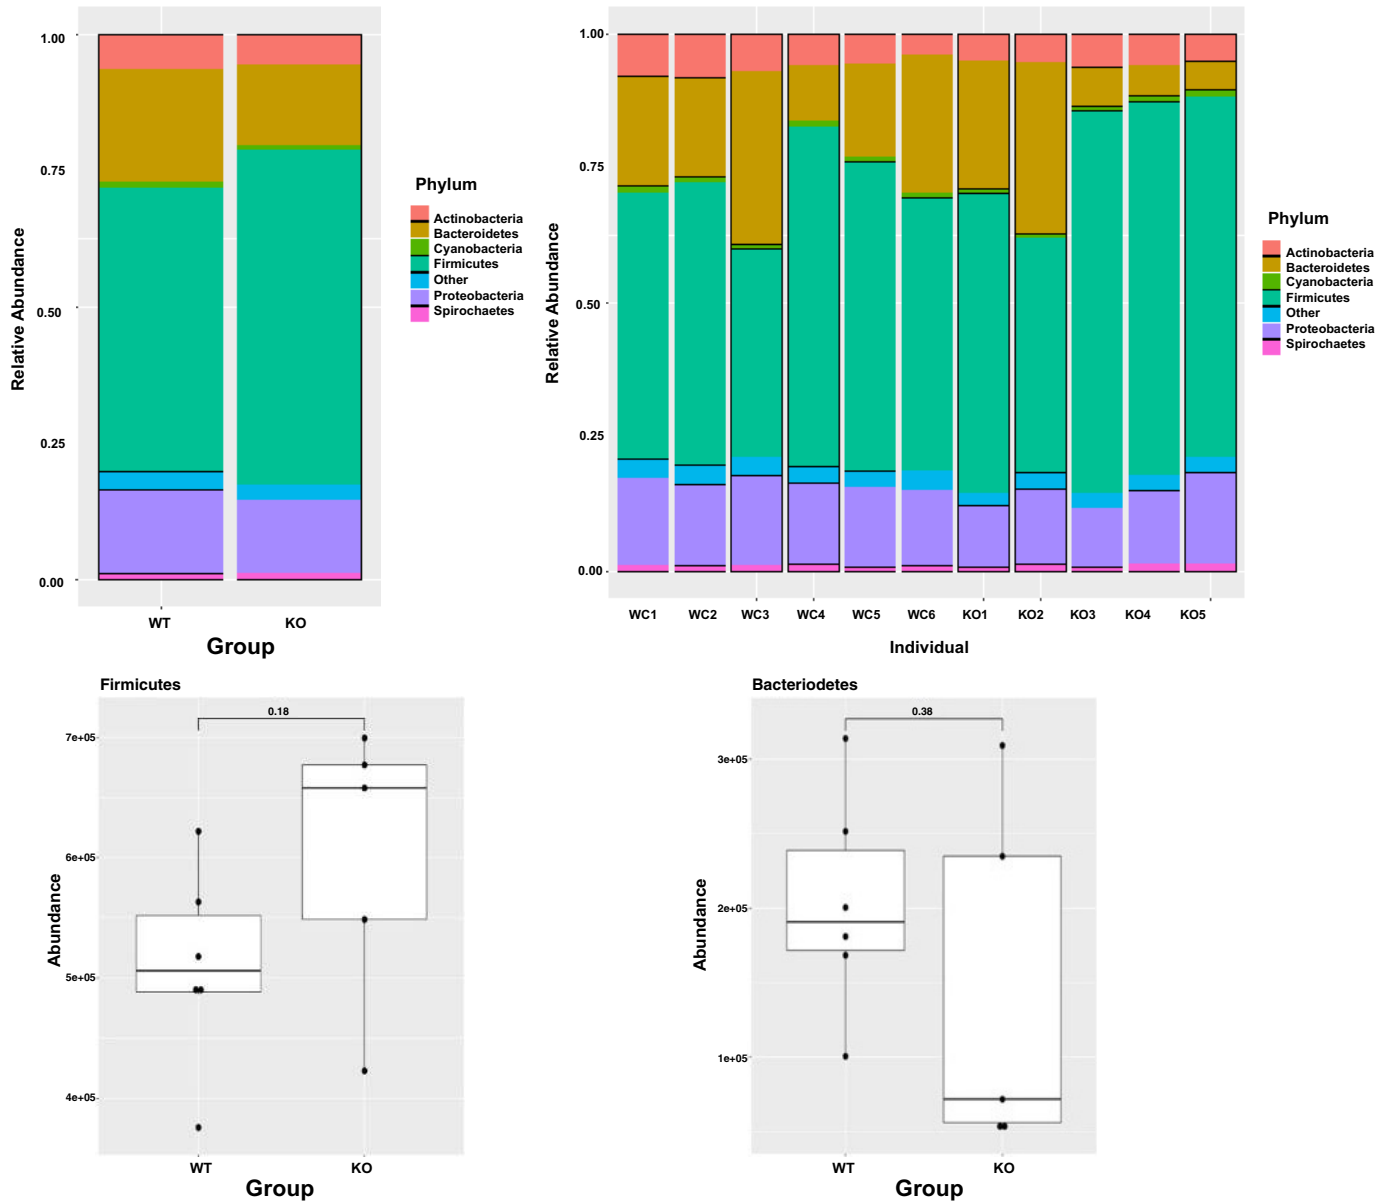 1.00
0.75
0.50
0.25
0.00
Relative Abundance
WT
KO
Group
Phylum
Actinobacteria
Bacteroidetes
Cyanobacteria
Firmicutes
Other
Proteobacteria
Spirochaetes
1.00
0.75
0.50
0.25
0.00
Relative Abundance
WC1 WC2 WC3 WC4 WC5 WC6 KO1 KO2 KO3 KO4 KO5
Individual
Phylum
Actinobacteria
Bacteroidetes
Cyanobacteria
Firmicutes
Other
Proteobacteria
Spirochaetes
Firmicutes
0.18
7e+05
6e+05
5e+05
4e+05
Abundance
WT
KO
Group
Bacteriodetes
0.38
3e+05
2e+05
1e+05
Abundance
WT
KO
Group